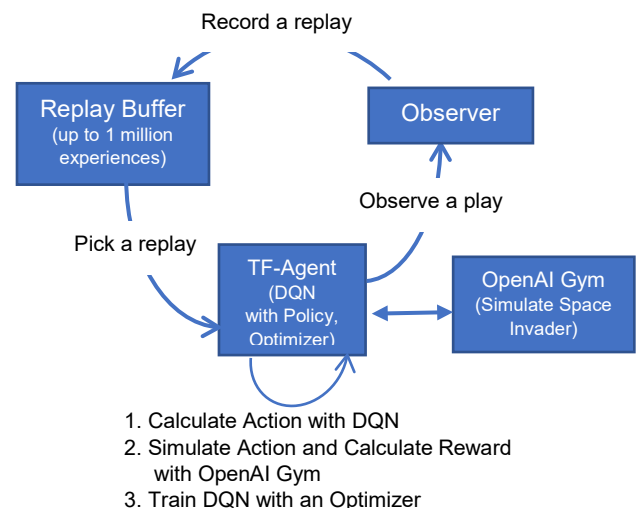 Record a replay
Replay Buffer
(up to 1 million
experiences)
Observer
Observe a play
Pick a replay
TF-Agent
(DQN
with Policy,
Optimizer)
OpenAI Gym
(Simulate Space
Invader)
1. Calculate Action with DQN
2. Simulate Action and Calculate Reward
with OpenAI Gym
3. Train DQN with an Optimizer